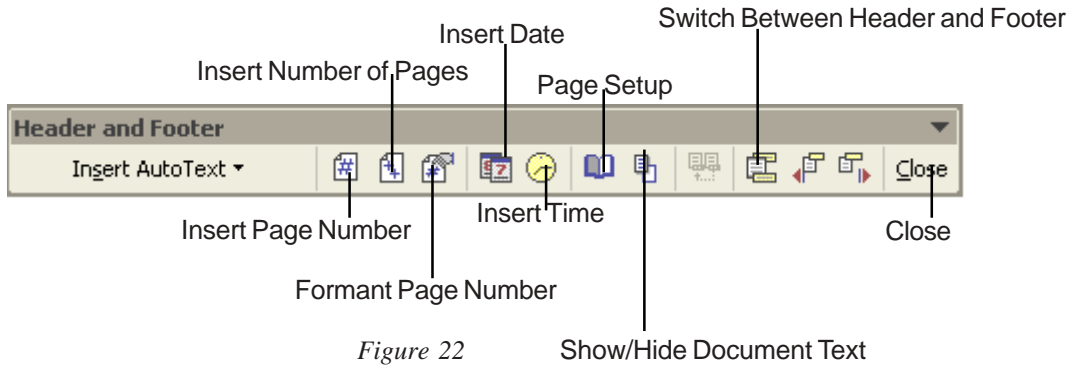 Switch Between Header and Footer
Insert Date
Insert Number of Pages
Page Setup
Header and Footer
Insert AutoText
Close
Insert Page Number
Insert Time
Close
Formant Page Number
Figure 22
Show/Hide Document Text